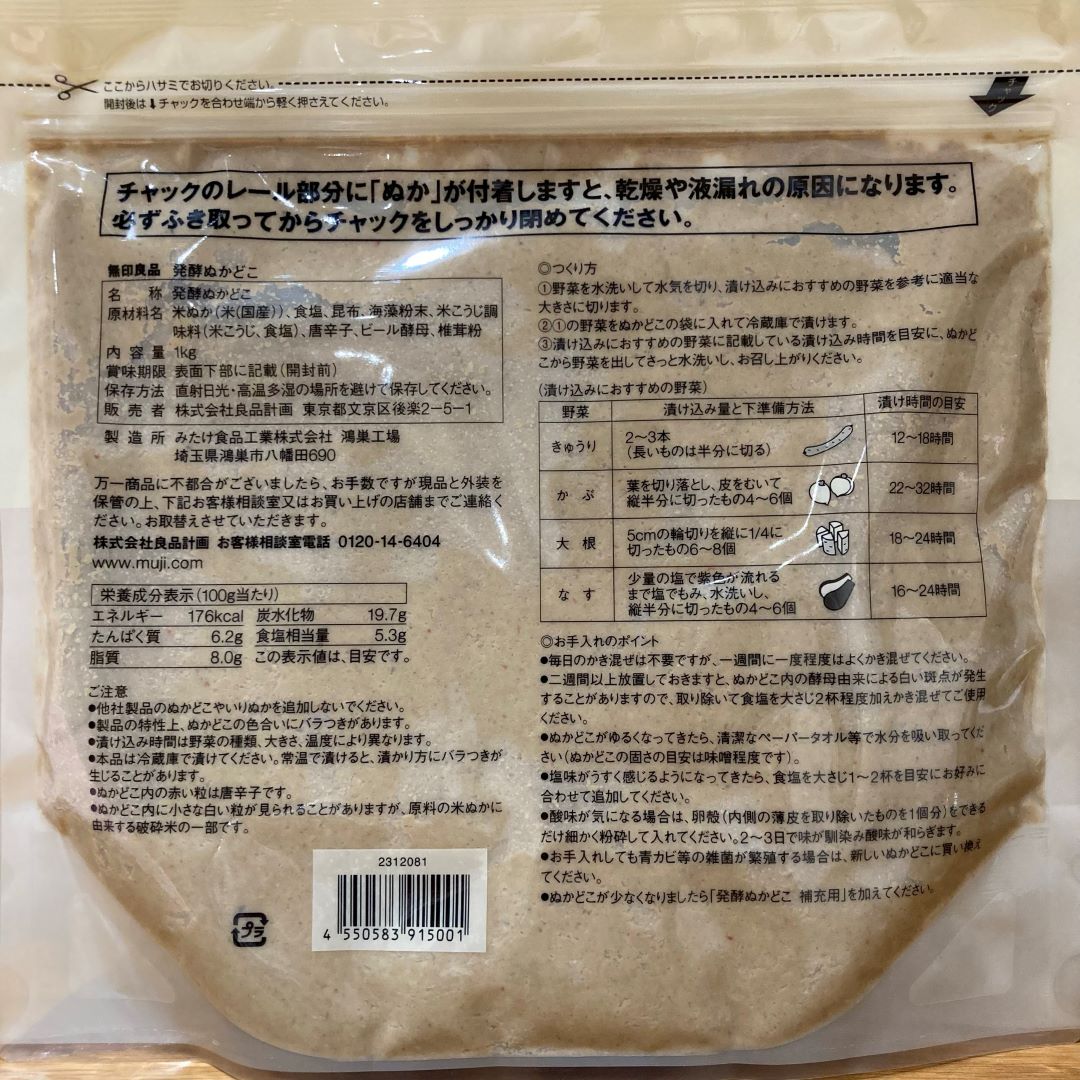 ここからハサミでお切りください。
開封後は⬇チャックを合わせ端から軽く押さえてください。
チャック
チャックのレール部分に「ぬか」が付着しますと、乾燥や液漏れの原因になります。
必ずふき取ってからチャックをしっかり閉めてください。
無印良品 発酵ぬかどこ
名称 発酵ぬかどこ
原材料名 米ぬか(米(国産))、食塩、昆布、海藻粉末、米こうじ調
味料(米こうじ、食塩)、唐辛子、ビール酵母、椎茸粉
内容量 1kg
賞味期限 表面下部に記載(開封前)
保存方法 直射日光・高温多湿の場所を避けて保存してください。
販売者 株式会社良品計画 東京都文京区後楽2-5-1
製造所 みたけ食品工業株式会社 鴻巣工場
埼玉県鴻巣市八幡田690
万一商品に不都合がございましたら、お手数ですが現品と外装を
保管の上、下記お客様相談室又はお買い上げの店舗までご連絡く
ださい。お取替えさせていただきます。
株式会社良品計画 お客様相談室電話 0120-14-6404
www.muji.com
栄養成分表示(100g当たり)
エネルギー 176kcal 炭水化物 19.7g
たんぱく質 6.2g 食塩相当量 5.3g
脂質 8.0g この表示値は、目安です。
ご注意
●他社製品のぬかどこやいりぬかを追加しないでください。
●製品の特性上、ぬかどこの色合いにバラつきがあります。
●漬け込み時間は野菜の種類、大きさ、温度により異なります。
●本品は冷蔵庫で漬けてください。常温で漬けると、漬かり方にバラつきが
生じることがあります。
●ぬかどこ内の赤い粒は唐辛子です。
●ぬかどこ内に小さな白い粒が見られることがありますが、原料の米ぬかに
由来する破砕米の一部です。
プラ
2312081
4 550583 915001
◎つくり方
①野菜を水洗いして水気を切り、漬け込みにおすすめの野菜を参考に適当な
大きさに切ります。
②①の野菜をぬかどこの袋に入れて冷蔵庫で漬けます。
③漬け込みにおすすめの野菜に記載している漬け込み時間を目安に、ぬかど
こから野菜を出してさっと水洗いし、お召し上がりください。
(漬け込みにおすすめの野菜)
野菜 漬け込み量と下準備方法 漬け時間の目安
きゅうり 2〜3本 12〜18時間
(長いものは半分に切る)
かぶ 葉を切り落とし、皮をむいて 22〜32時間
縦半分に切ったもの4〜6個
大根 5cmの輪切りを縦に1/4に 18〜24時間
切ったもの6〜8個
なす 少量の塩で紫色が流れる 16〜24時間
まで塩でもみ、水洗いし、
縦半分に切ったもの4〜6個
◎お手入れのポイント
●毎日のかき混ぜは不要ですが、一週間に一度程度はよくかき混ぜてください。
●二週間以上放置しておきますと、ぬかどこ内の酵母由来による白い斑点が発生
することがありますので、取り除いて食塩を大さじ2杯程度加えかき混ぜてご使用
ください。
●ぬかどこがゆるくなってきたら、清潔なペーパータオル等で水分を吸い取ってくだ
さい(ぬかどこの固さの目安は味噌程度です)。
●塩味がうすく感じるようになってきたら、食塩を大さじ1〜2杯を目安にお好みに
合わせて追加してください。
●酸味が気になる場合は、卵殻(内側の薄皮を取り除いたものを1個分)をできる
だけ細かく粉砕して入れてください。2〜3日で味が馴染み酸味が和らぎます。
●お手入れしても青カビ等の雑菌が繁殖する場合は、新しいぬかどこに買い換え
てください。
●ぬかどこが少なくなりましたら「発酵ぬかどこ 補充用」を加えてください。